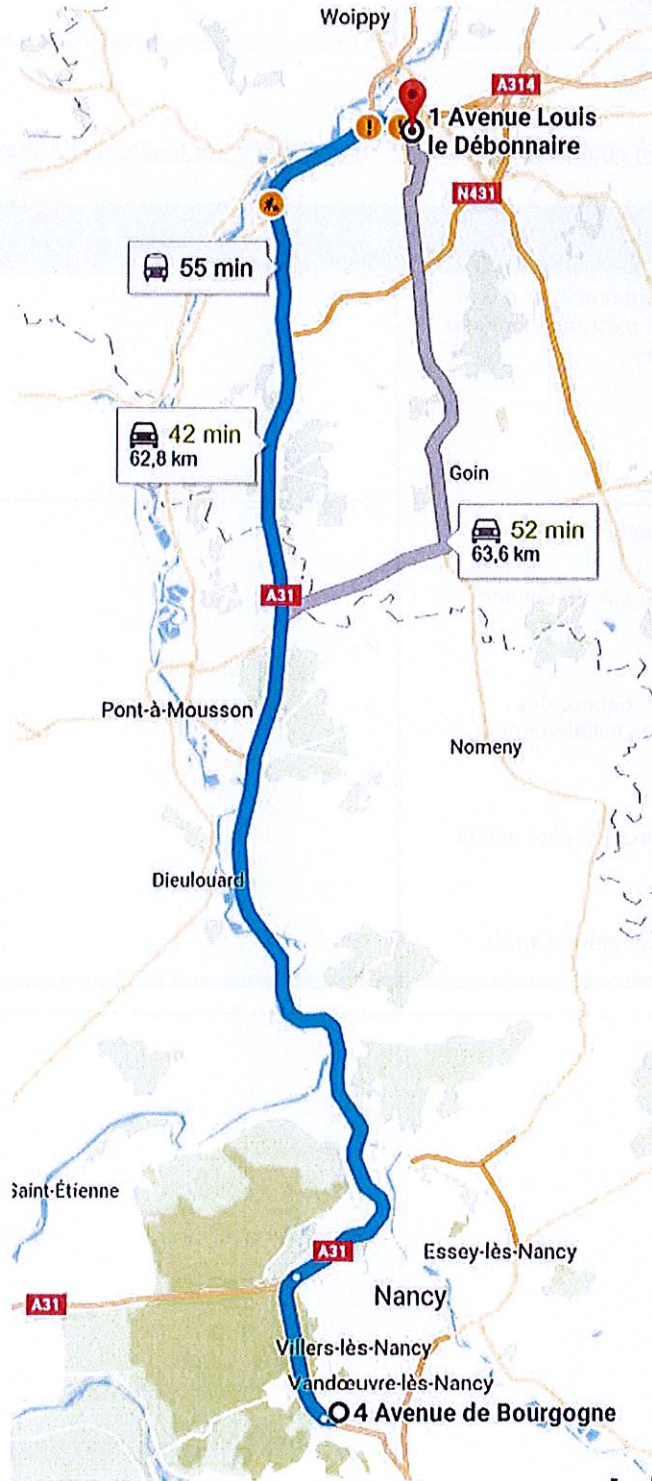 Woippy
A314
1 Avenue Louis
le Débonnaire
N431
55 min
42 min
62,8 km
Goin
52 min
63,6 km
A31
Pont-à-Mousson
Nomeny
Dieulouard
Saint-Étienne
A31
Essey-lès-Nancy
A31
Nancy
Villers-lès-Nancy
Vandœuvre-lès-Nancy
4 Avenue de Bourgogne